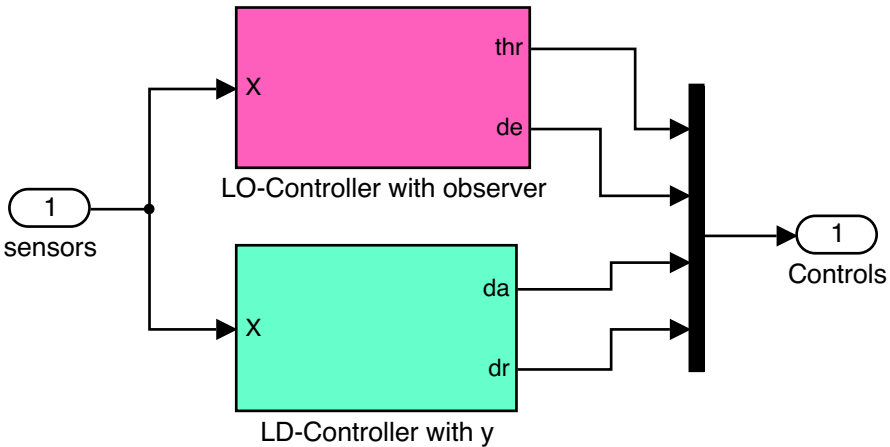 thr
X
de
LO-Controller with observer
1
sensors
da
X
dr
LD-Controller with y
1
Controls